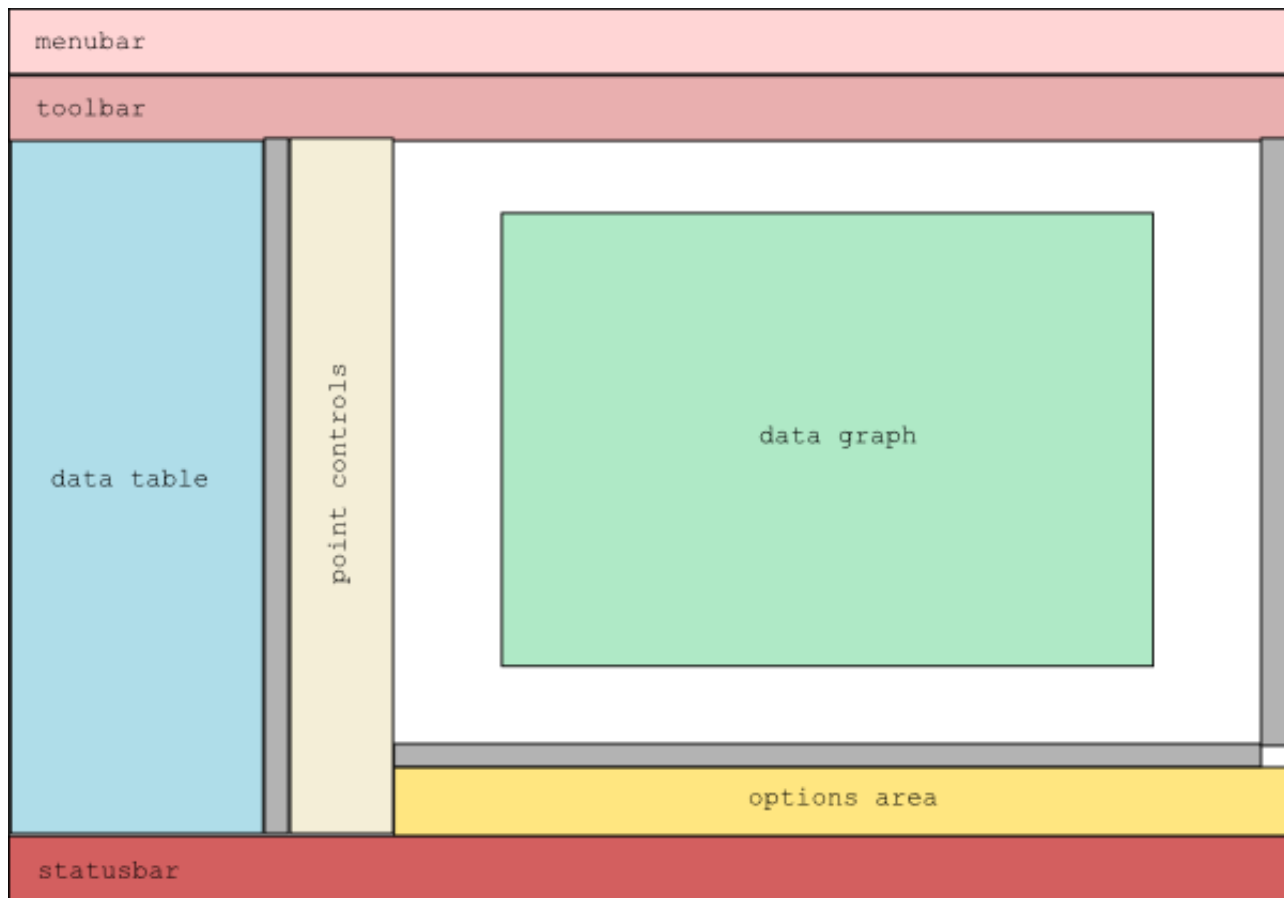 menubar
toolbar
data table
point controls
data graph
options area
statusbar